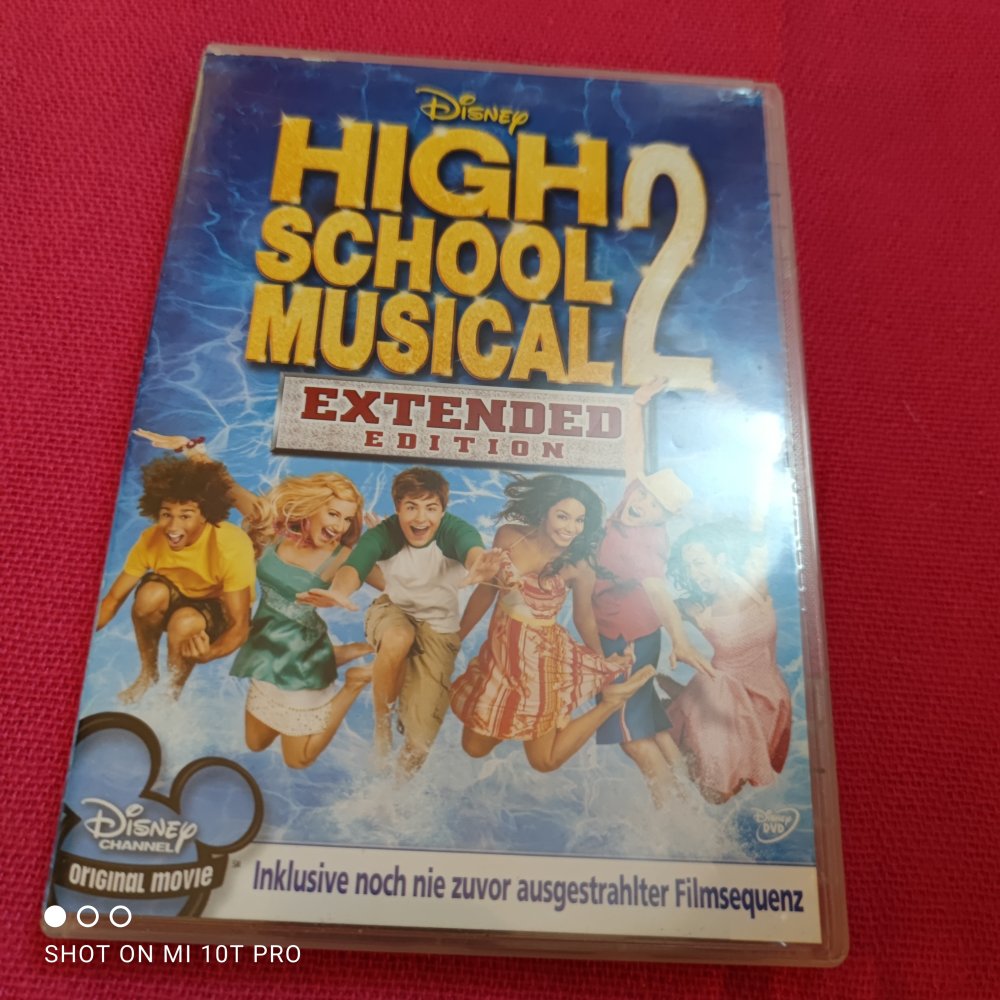 Disney
HIGH
SCHOOL
MUSICAL 2
EXTENDED
EDITION
Disney
CHANNEL
ORIGINAL MOVIE
SM
Disney
DVD
Inklusive noch nie zuvor ausgestrahlter Filmsequenz
SHOT ON MI 10T PRO